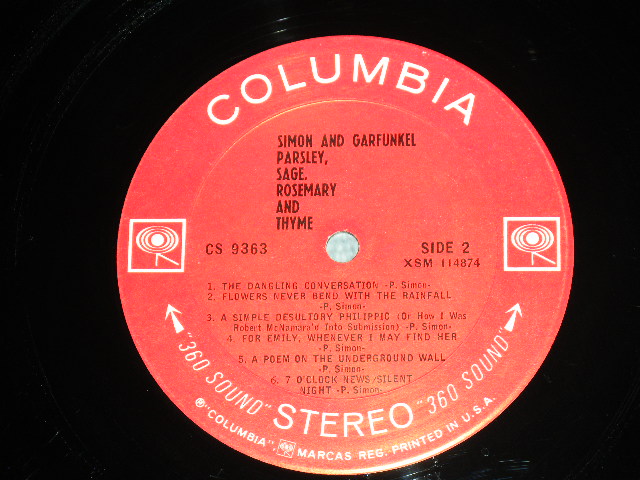 COLUMBIA
SIMON AND GARFUNKEL
PARSLEY,
SAGE,
ROSEMARY
AND
THYME
CS 9363
SIDE 2
XSM 114874
1. THE DANGLING CONVERSATION -P. Simon-
2. FLOWERS NEVER BEND WITH THE RAINFALL
-P. Simon-
3. A SIMPLE DESULTORY PHILIPPIC (Or How I Was
Robert McNamara'd Into Submission) -P. Simon-
4. FOR EMILY, WHENEVER I MAY FIND HER
-P. Simon-
5. A POEM ON THE UNDERGROUND WALL
-P. Simon-
6. 7 O'CLOCK NEWS/SILENT
NIGHT -P. Simon-
"360 SOUND" STEREO "360 SOUND"
® "COLUMBIA", MARCAS REG. PRINTED IN U.S.A.